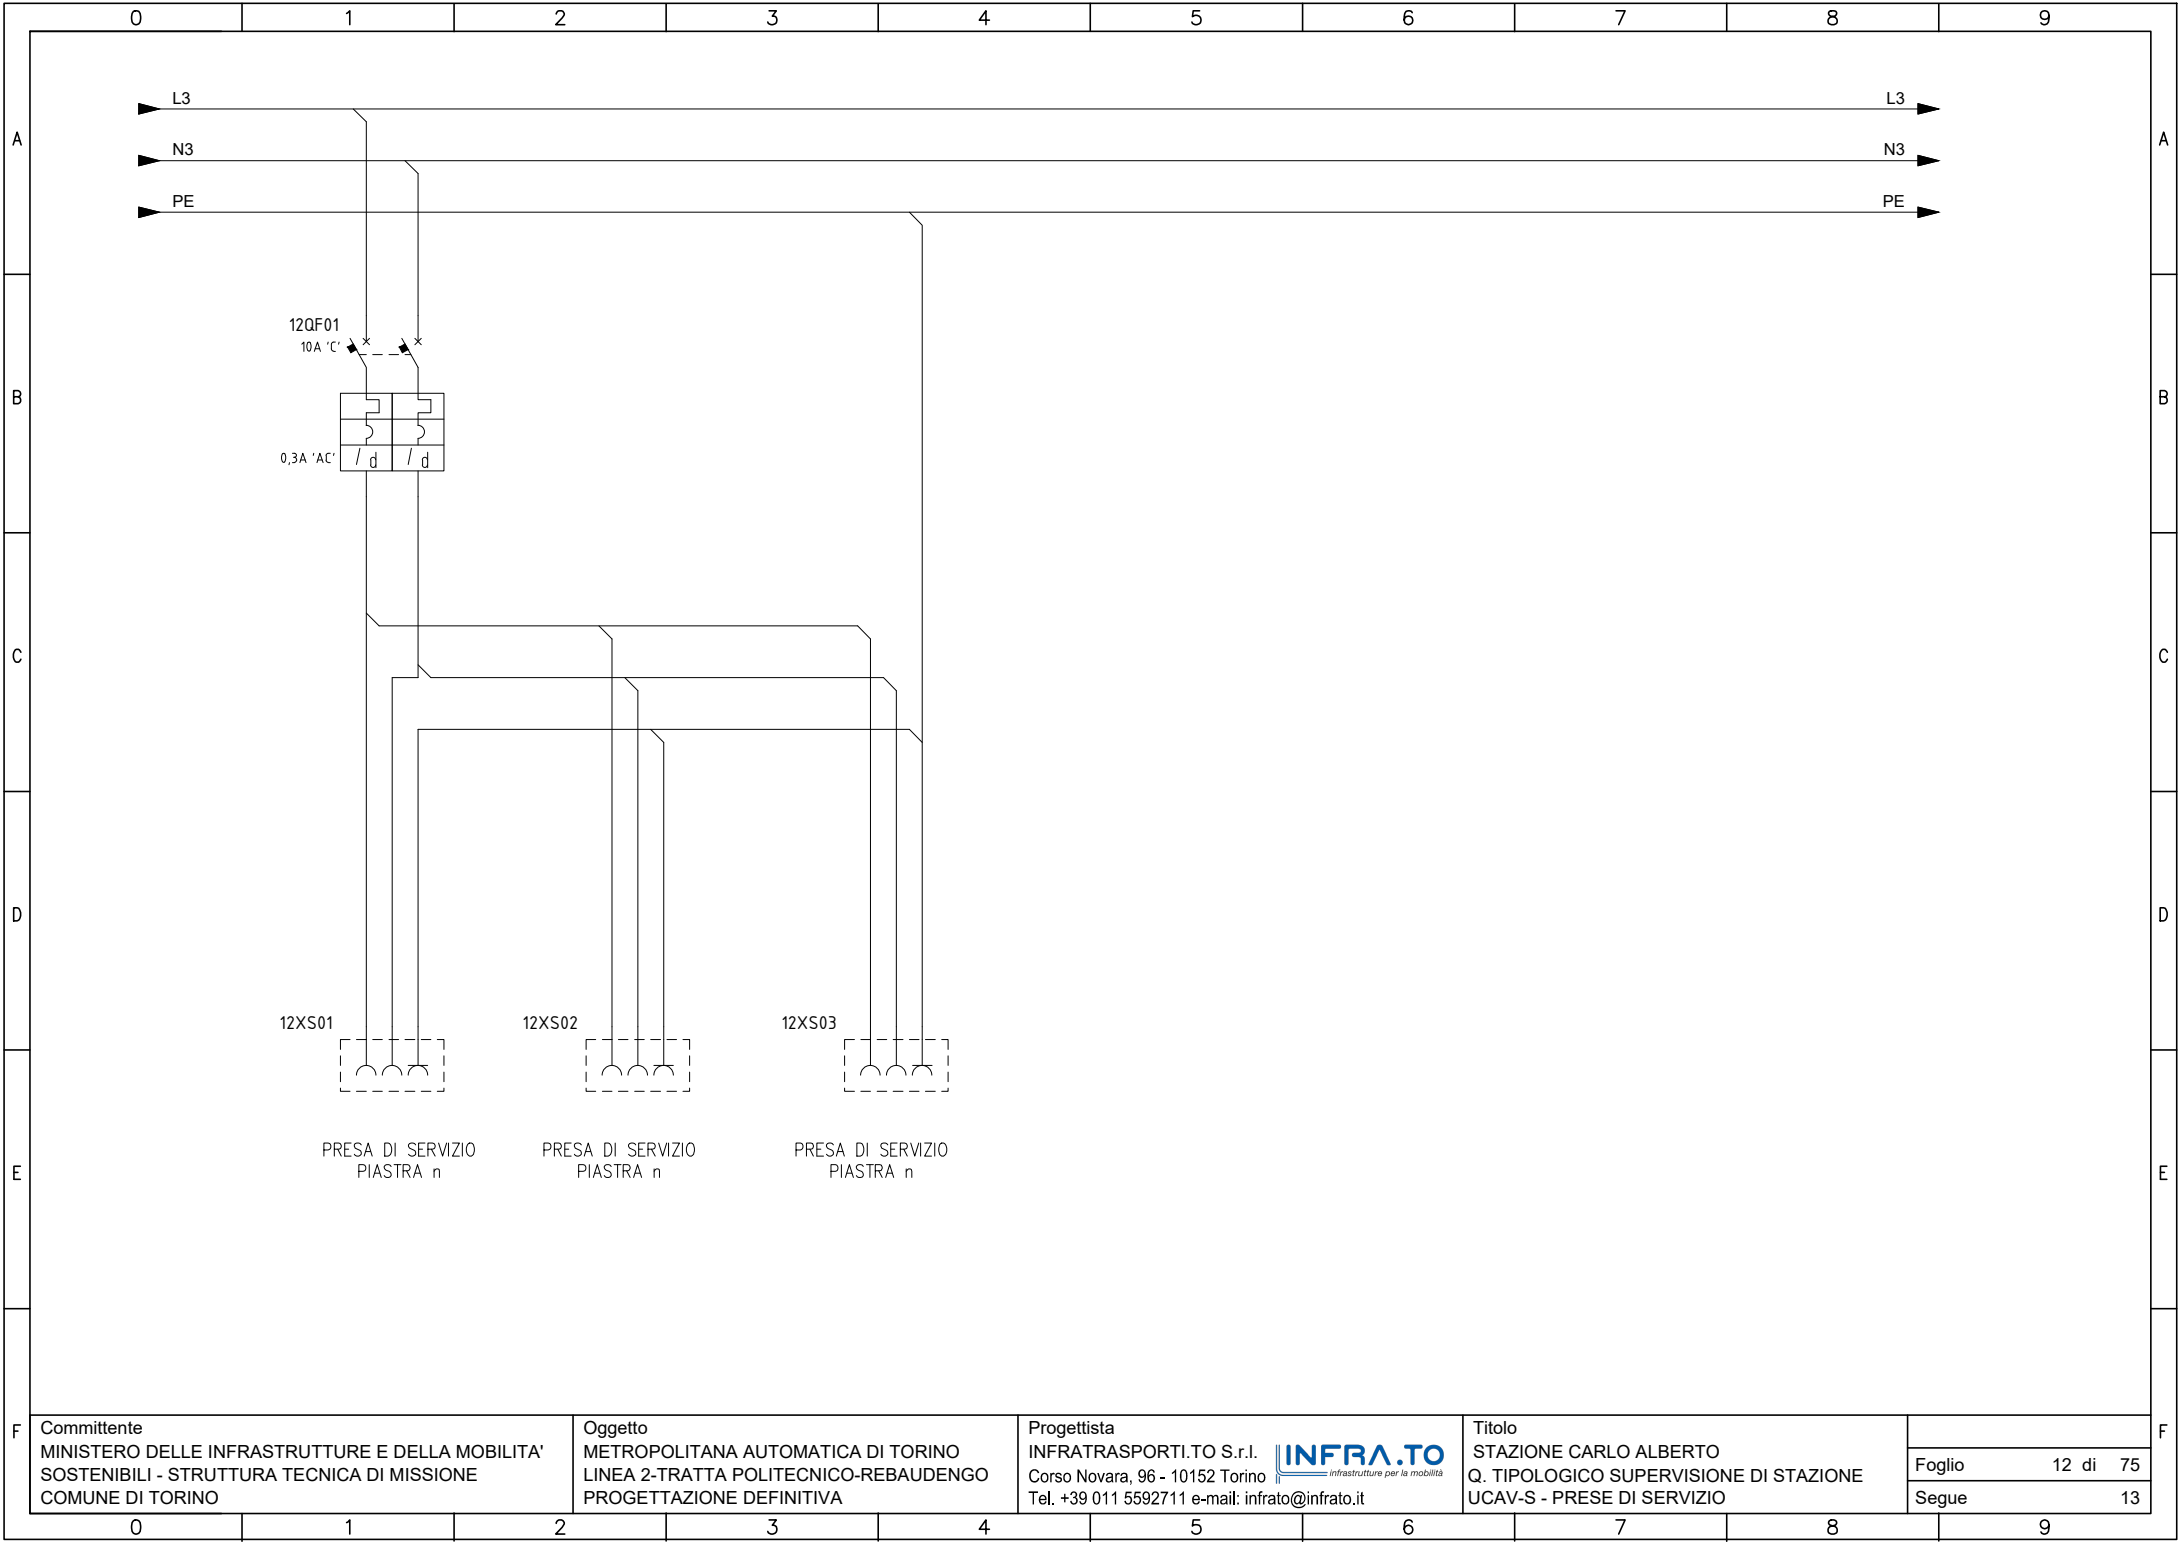 0 1 2 3 4 5 6 7 8 9
L3 L3
A A
N3 N3
PE PE
12QF01
10A 'C'
B B
0,3A 'AC' / d / d
C C
D D
12XS01 12XS02 12XS03
PRESA DI SERVIZIO PRESA DI SERVIZIO PRESA DI SERVIZIO
PIASTRA n PIASTRA n PIASTRA n
E E
F F
Committente
MINISTERO DELLE INFRASTRUTTURE E DELLA MOBILITA'
SOSTENIBILI - STRUTTURA TECNICA DI MISSIONE
COMUNE DI TORINO
Oggetto
METROPOLITANA AUTOMATICA DI TORINO
LINEA 2-TRATTA POLITECNICO-REBAUDENGO
PROGETTAZIONE DEFINITIVA
Progettista
INFRATRASPORTI.TO S.r.l.
Corso Novara, 96 - 10152 Torino
Tel. +39 011 5592711 e-mail: infrato@infrato.it
INFRA.TO
infrastrutture per la mobilità
Titolo
STAZIONE CARLO ALBERTO
Q. TIPOLOGICO SUPERVISIONE DI STAZIONE
UCAV-S - PRESE DI SERVIZIO
Foglio 12 di 75
Segue 13
0 1 2 3 4 5 6 7 8 9